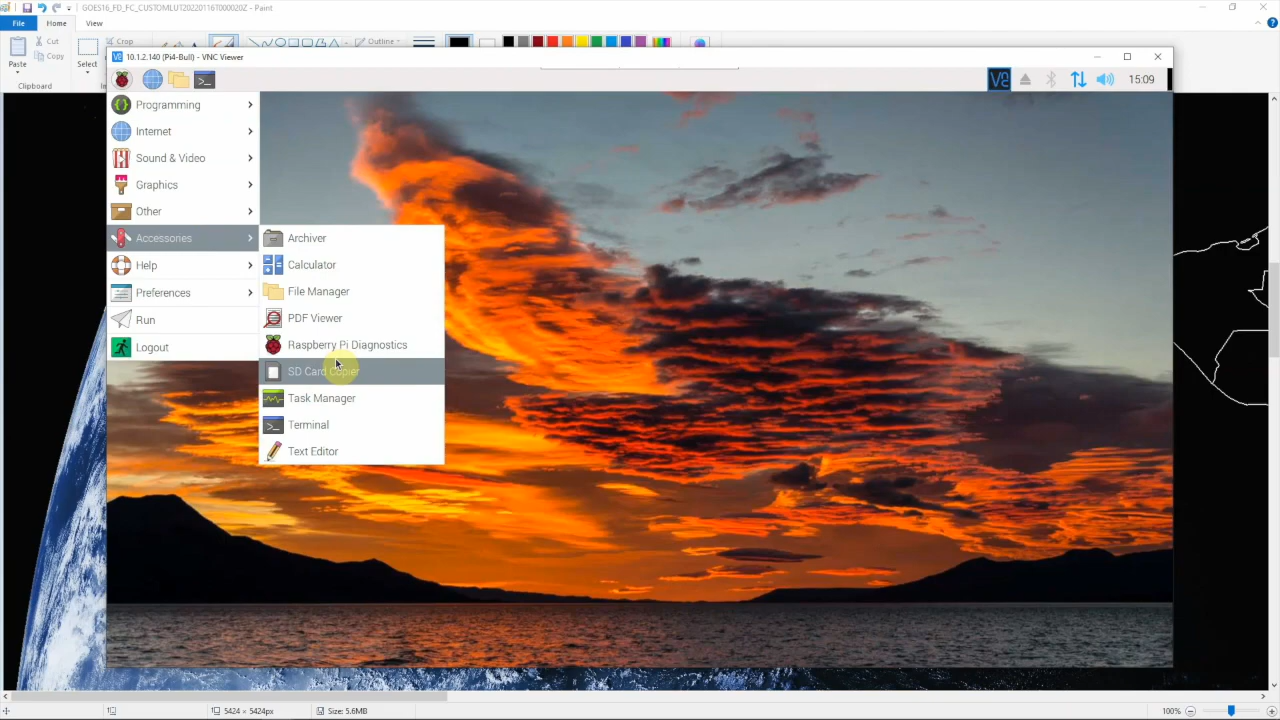 GOES16_FD_FC_CUSTOMLUT20220116T000020Z - Paint
File Home View
Paste
Cut
Copy
Clipboard
Select
Crop
Outline
10.1.2.140 (Pi4-Bull) - VNC Viewer
15:09
Programming
Internet
Sound & Video
Graphics
Other
Accessories
Help
Preferences
Run
Logout
Archiver
Calculator
File Manager
PDF Viewer
Raspberry Pi Diagnostics
SD Card Copier
Task Manager
Terminal
Text Editor
5424 × 5424px
Size: 5.6MB
100%